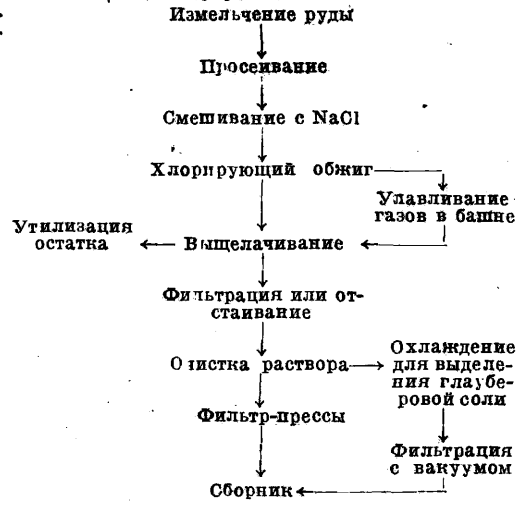 Измельчение руды
Просеивание
Смешивание с NaCl
Хлорирующий обжиг
Улавливание
газов в башне
Утилизация
остатка
Выщелачивание
Фильтрация или от-
стаивание
Очистка раствора
Охлаждение
для выделе-
ния глаубе-
ровой соли
Фильтр-прессы
Фильтрация
с вакуумом
Сборник